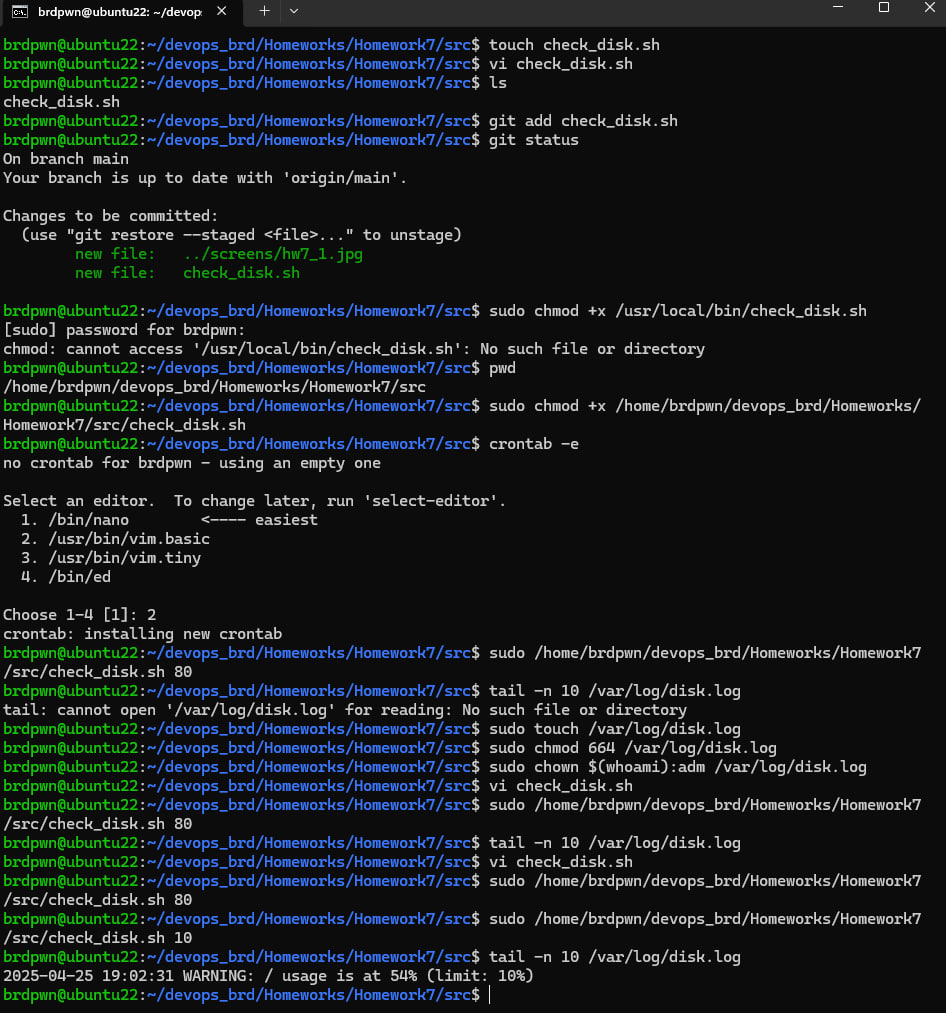 brdpwn@ubuntu22: ~/devops
brdpwn@ubuntu22:~/devops_brd/Homeworks/Homework7/src$ touch check_disk.sh
brdpwn@ubuntu22:~/devops_brd/Homeworks/Homework7/src$ vi check_disk.sh
brdpwn@ubuntu22:~/devops_brd/Homeworks/Homework7/src$ ls
check_disk.sh
brdpwn@ubuntu22:~/devops_brd/Homeworks/Homework7/src$ git add check_disk.sh
brdpwn@ubuntu22:~/devops_brd/Homeworks/Homework7/src$ git status
On branch main
Your branch is up to date with 'origin/main'.
Changes to be committed:
  (use "git restore --staged <file>..." to unstage)
        new file:   ../screens/hw7_1.jpg
        new file:   check_disk.sh
brdpwn@ubuntu22:~/devops_brd/Homeworks/Homework7/src$ sudo chmod +x /usr/local/bin/check_disk.sh
[sudo] password for brdpwn:
chmod: cannot access '/usr/local/bin/check_disk.sh': No such file or directory
brdpwn@ubuntu22:~/devops_brd/Homeworks/Homework7/src$ pwd
/home/brdpwn/devops_brd/Homeworks/Homework7/src
brdpwn@ubuntu22:~/devops_brd/Homeworks/Homework7/src$ sudo chmod +x /home/brdpwn/devops_brd/Homeworks/
Homework7/src/check_disk.sh
brdpwn@ubuntu22:~/devops_brd/Homeworks/Homework7/src$ crontab -e
no crontab for brdpwn - using an empty one
Select an editor.  To change later, run 'select-editor'.
  1. /bin/nano        <---- easiest
  2. /usr/bin/vim.basic
  3. /usr/bin/vim.tiny
  4. /bin/ed
Choose 1-4 [1]: 2
crontab: installing new crontab
brdpwn@ubuntu22:~/devops_brd/Homeworks/Homework7/src$ sudo /home/brdpwn/devops_brd/Homeworks/Homework7
/src/check_disk.sh 80
brdpwn@ubuntu22:~/devops_brd/Homeworks/Homework7/src$ tail -n 10 /var/log/disk.log
tail: cannot open '/var/log/disk.log' for reading: No such file or directory
brdpwn@ubuntu22:~/devops_brd/Homeworks/Homework7/src$ sudo touch /var/log/disk.log
brdpwn@ubuntu22:~/devops_brd/Homeworks/Homework7/src$ sudo chmod 664 /var/log/disk.log
brdpwn@ubuntu22:~/devops_brd/Homeworks/Homework7/src$ sudo chown $(whoami):adm /var/log/disk.log
brdpwn@ubuntu22:~/devops_brd/Homeworks/Homework7/src$ vi check_disk.sh
brdpwn@ubuntu22:~/devops_brd/Homeworks/Homework7/src$ sudo /home/brdpwn/devops_brd/Homeworks/Homework7
/src/check_disk.sh 80
brdpwn@ubuntu22:~/devops_brd/Homeworks/Homework7/src$ tail -n 10 /var/log/disk.log
brdpwn@ubuntu22:~/devops_brd/Homeworks/Homework7/src$ vi check_disk.sh
brdpwn@ubuntu22:~/devops_brd/Homeworks/Homework7/src$ sudo /home/brdpwn/devops_brd/Homeworks/Homework7
/src/check_disk.sh 80
brdpwn@ubuntu22:~/devops_brd/Homeworks/Homework7/src$ sudo /home/brdpwn/devops_brd/Homeworks/Homework7
/src/check_disk.sh 10
brdpwn@ubuntu22:~/devops_brd/Homeworks/Homework7/src$ tail -n 10 /var/log/disk.log
2025-04-25 19:02:31 WARNING: / usage is at 54% (limit: 10%)
brdpwn@ubuntu22:~/devops_brd/Homeworks/Homework7/src$